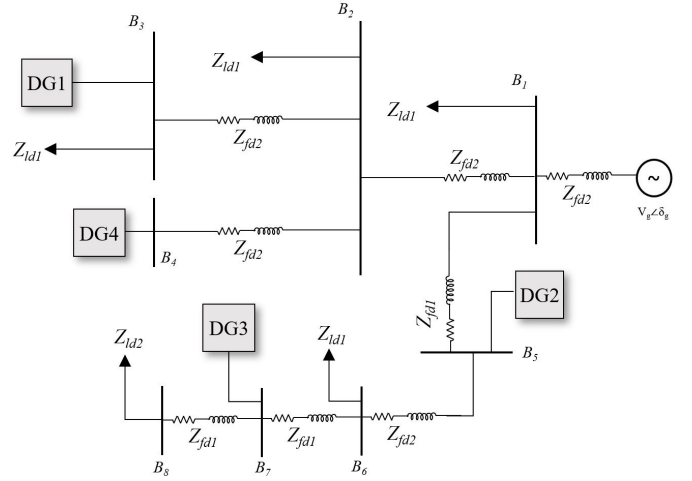 B2
B3
Zld1
B1
DG1
Zld1
Zld1
Zfd2
Zfd2
Zfd2
~
Vg∠δg
DG4
B4
Zfd2
Zfd1
DG2
B5
DG3
Zld2
Zld1
Zfd1
Zfd1
Zfd2
B8
B7
B6